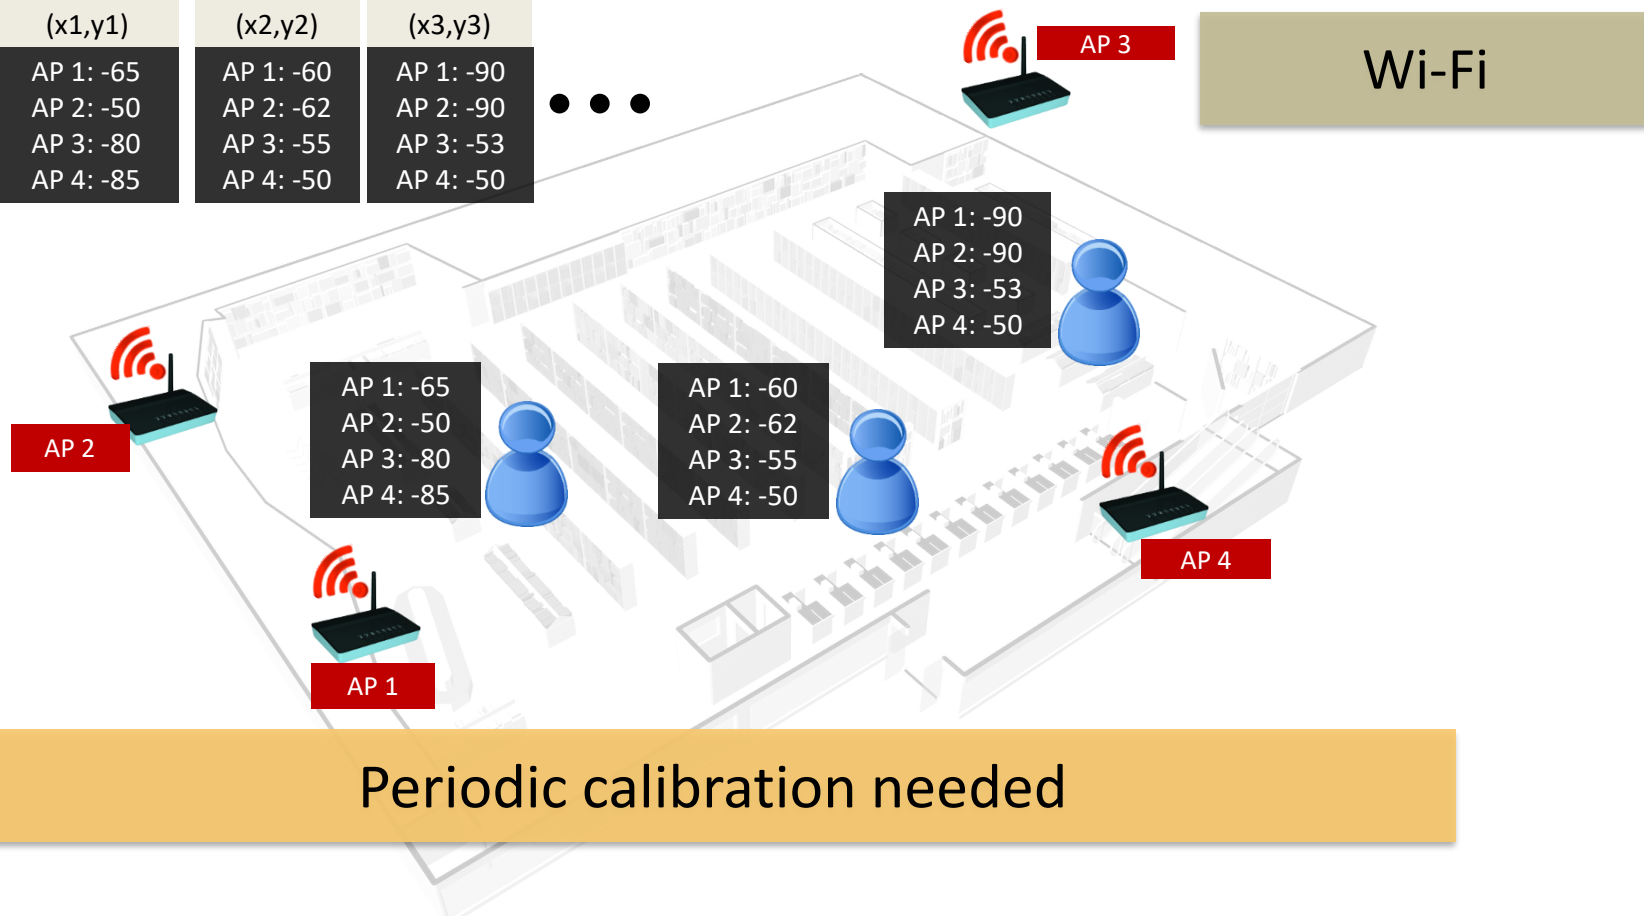 (x1,y1)
AP 1: -65
AP 2: -50
AP 3: -80
AP 4: -85
(x2,y2)
AP 1: -60
AP 2: -62
AP 3: -55
AP 4: -50
(x3,y3)
AP 1: -90
AP 2: -90
AP 3: -53
AP 4: -50
AP 3
Wi-Fi
AP 1: -90
AP 2: -90
AP 3: -53
AP 4: -50
AP 2
AP 1: -65
AP 2: -50
AP 3: -80
AP 4: -85
AP 1: -60
AP 2: -62
AP 3: -55
AP 4: -50
AP 4
AP 1
Periodic calibration needed